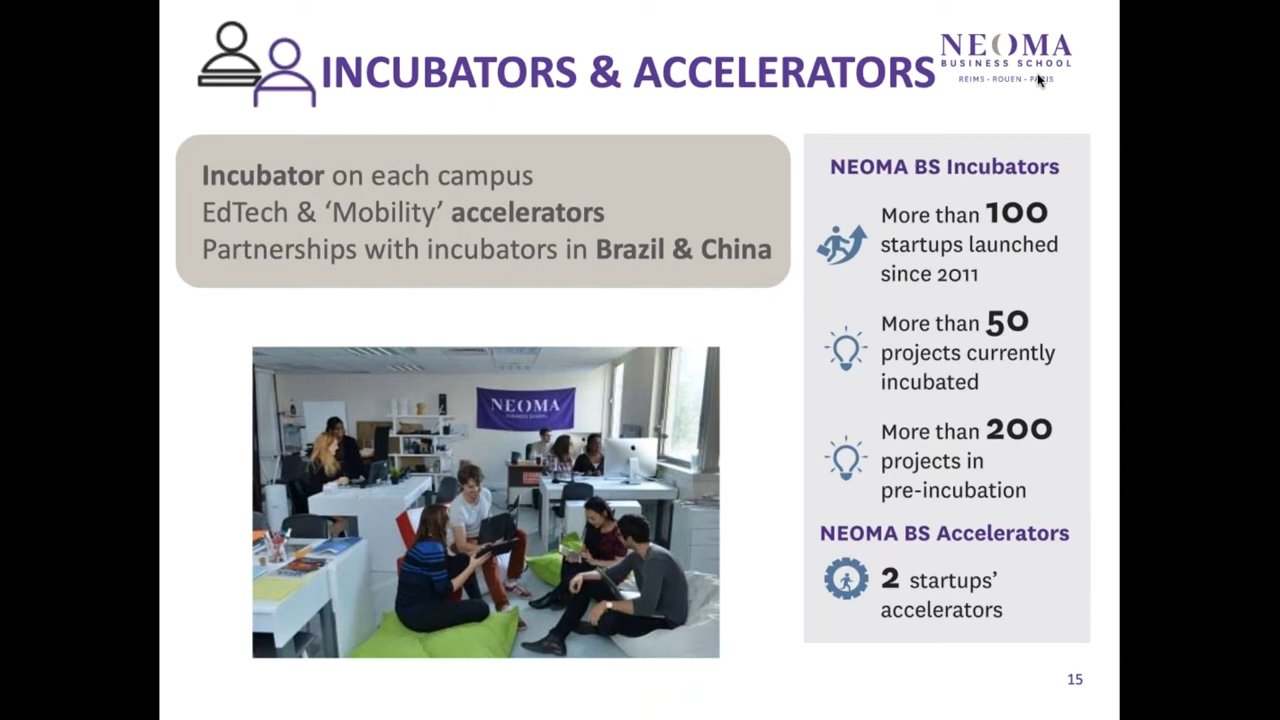 INCUBATORS & ACCELERATORS
NEOMA
BUSINESS SCHOOL
REIMS • ROUEN • PARIS
Incubator on each campus
EdTech & ‘Mobility’ accelerators
Partnerships with incubators in Brazil & China
NEOMA
BUSINESS SCHOOL
NEOMA BS Incubators
More than 100
startups launched
since 2011
More than 50
projects currently
incubated
More than 200
projects in
pre-incubation
NEOMA BS Accelerators
2 startups’
accelerators
15